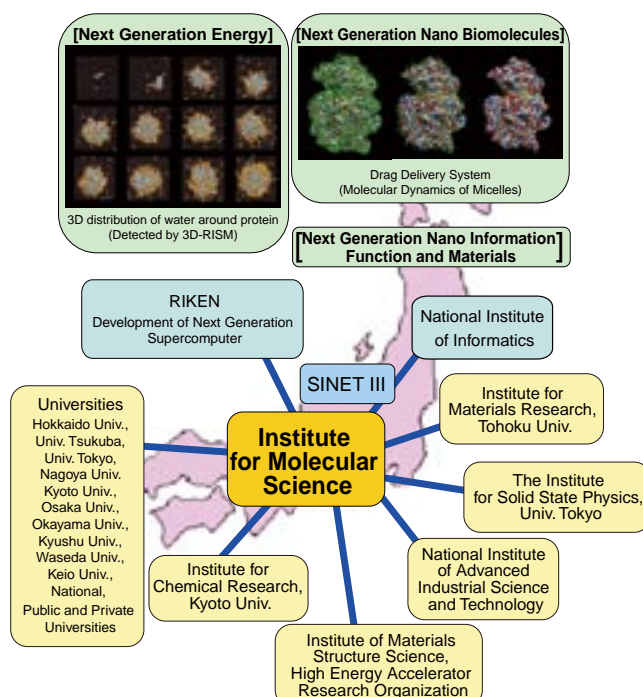 [Next Generation Energy]
3D distribution of water around protein
(Detected by 3D-RISM)
[Next Generation Nano Biomolecules]
Drag Delivery System
(Molecular Dynamics of Micelles)
[Next Generation Nano Information
Function and Materials]
RIKEN
Development of Next Generation
Supercomputer
National Institute
of Informatics
SINET III
Institute
for Molecular
Science
Universities
Hokkaido Univ.,
Univ. Tsukuba,
Univ. Tokyo,
Nagoya Univ.
Kyoto Univ.,
Osaka Univ.,
Okayama Univ.,
Kyushu Univ.,
Waseda Univ.,
Keio Univ.,
National,
Public and Private
Universities
Institute for
Materials Research,
Tohoku Univ.
The Institute
for Solid State Physics,
Univ. Tokyo
National Institute
of Advanced
Industrial Science
and Technology
Institute for
Chemical Research,
Kyoto Univ.
Institute of Materials
Structure Science,
High Energy Accelerator
Research Organization